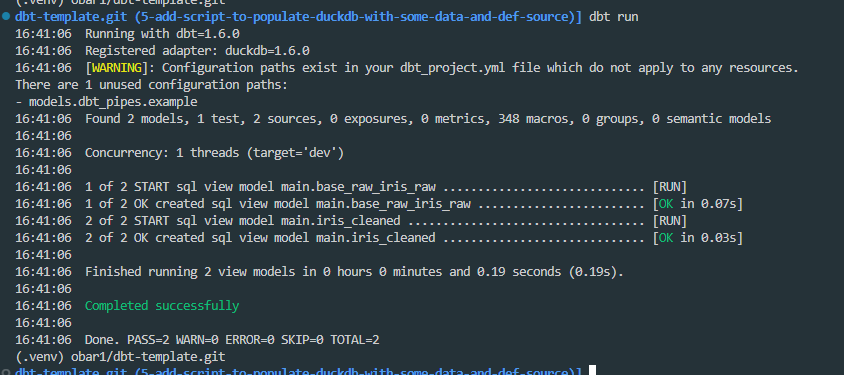 (.venv) obar1/dbt-template.git
dbt-template.git (5-add-script-to-populate-duckdb-with-some-data-and-def-source)] dbt run
16:41:06  Running with dbt=1.6.0
16:41:06  Registered adapter: duckdb=1.6.0
16:41:06  [WARNING]: Configuration paths exist in your dbt_project.yml file which do not apply to any resources.
There are 1 unused configuration paths:
- models.dbt_pipes.example
16:41:06  Found 2 models, 1 test, 2 sources, 0 exposures, 0 metrics, 348 macros, 0 groups, 0 semantic models
16:41:06
16:41:06  Concurrency: 1 threads (target='dev')
16:41:06
16:41:06  1 of 2 START sql view model main.base_raw_iris_raw ............................. [RUN]
16:41:06  1 of 2 OK created sql view model main.base_raw_iris_raw ........................ [OK in 0.07s]
16:41:06  2 of 2 START sql view model main.iris_cleaned .................................. [RUN]
16:41:06  2 of 2 OK created sql view model main.iris_cleaned ............................. [OK in 0.03s]
16:41:06
16:41:06  Finished running 2 view models in 0 hours 0 minutes and 0.19 seconds (0.19s).
16:41:06
16:41:06  Completed successfully
16:41:06
16:41:06  Done. PASS=2 WARN=0 ERROR=0 SKIP=0 TOTAL=2
(.venv) obar1/dbt-template.git
dbt-template.git (5-add-script-to-populate-duckdb-with-some-data-and-def-source)]